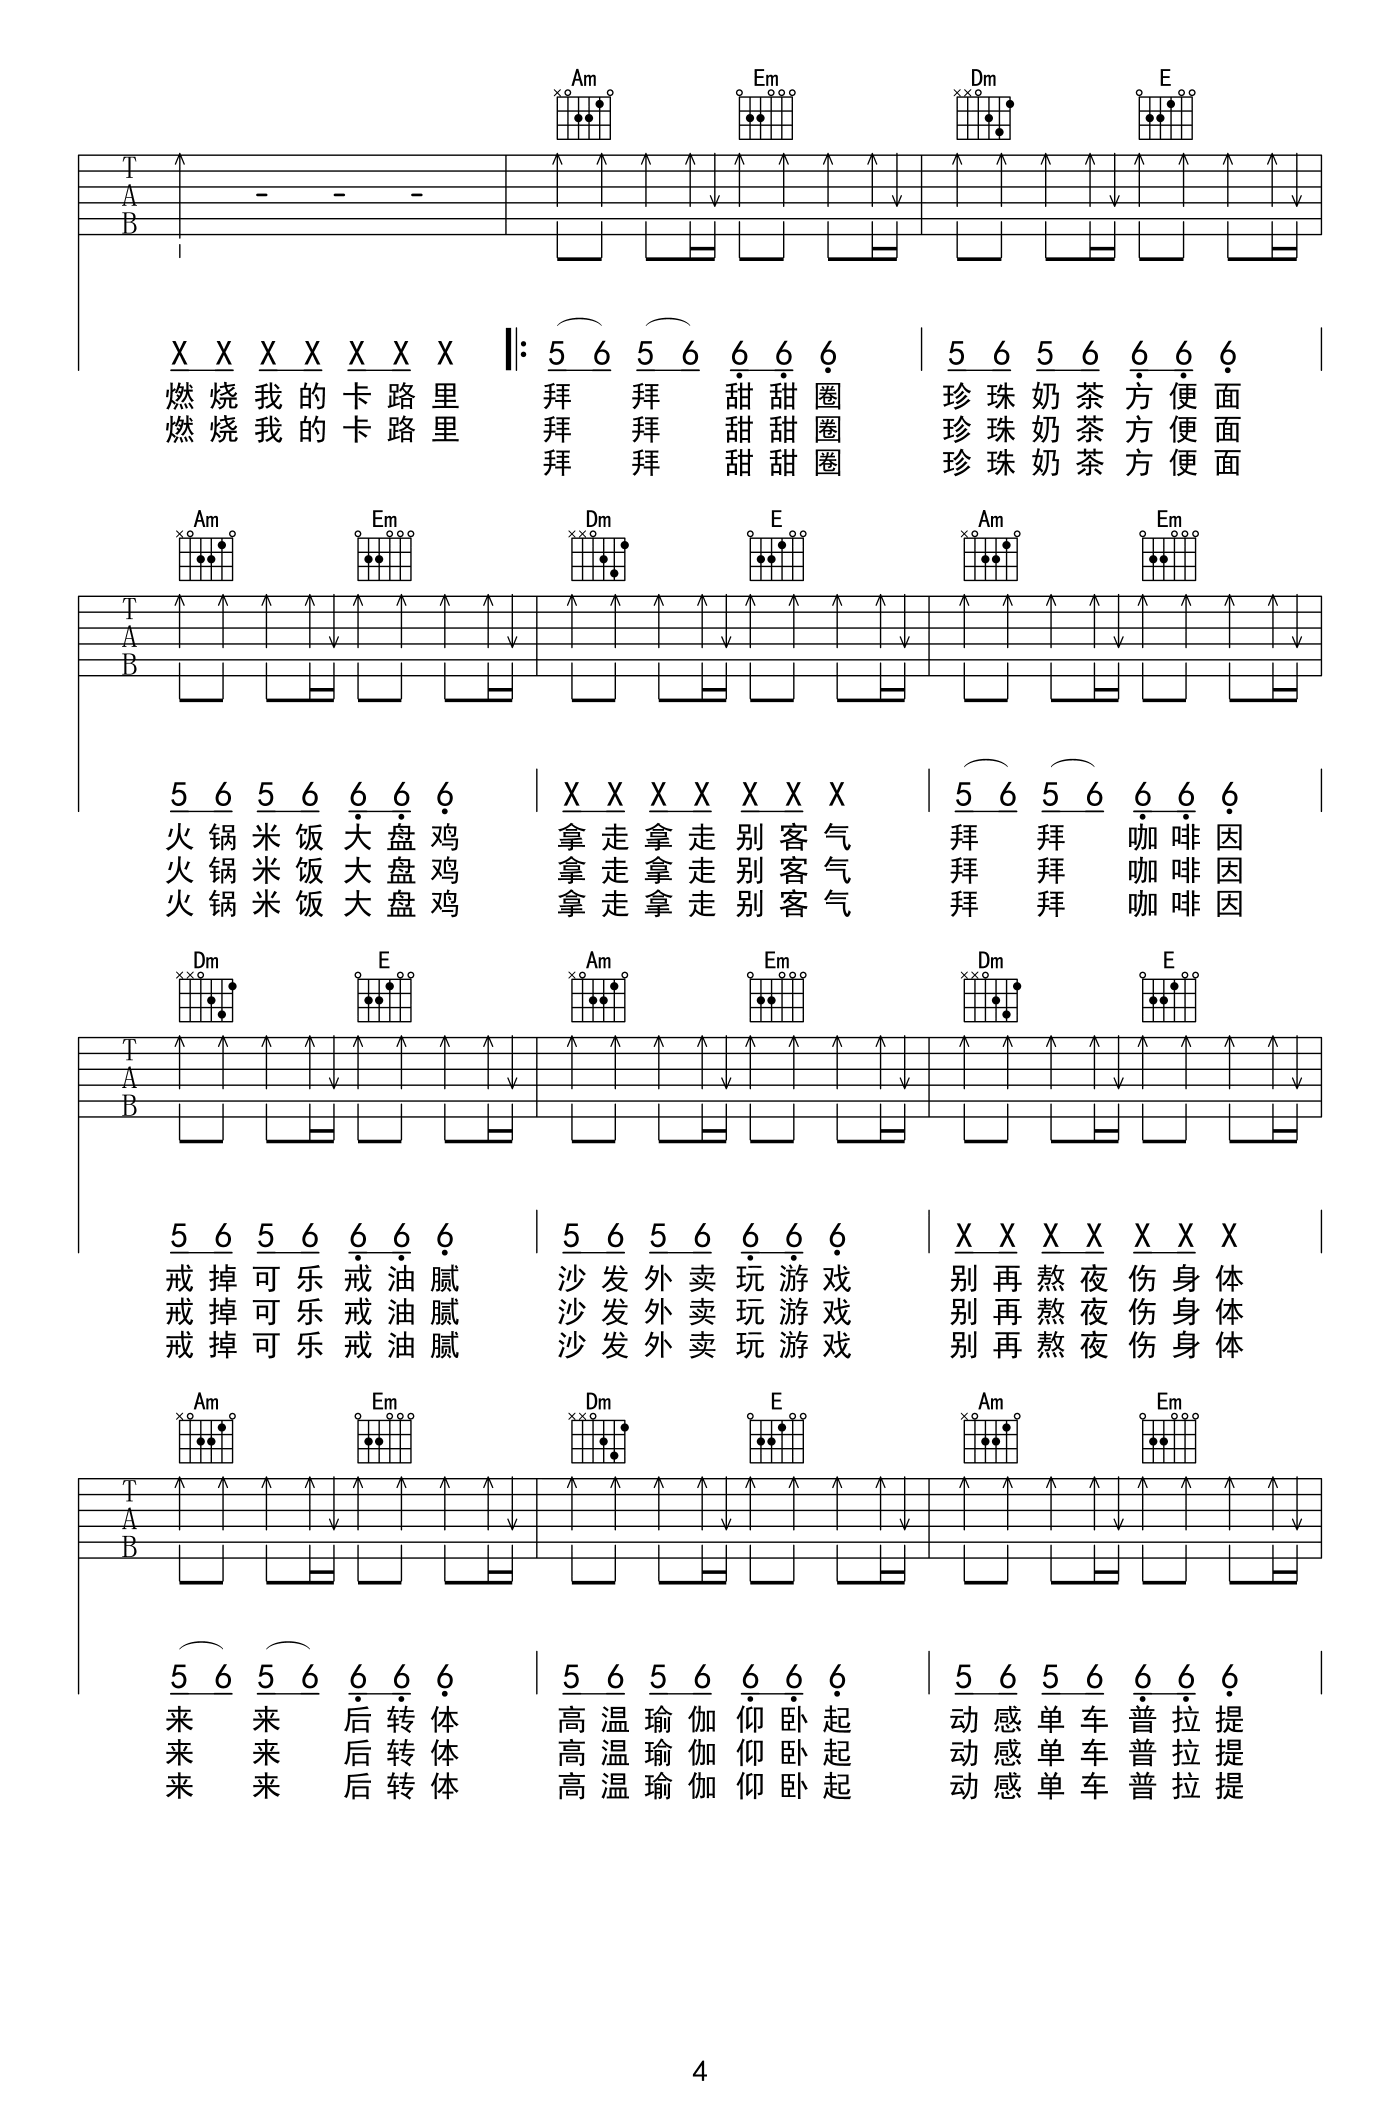 Am Em Dm E
T
A
B
X X X X X X X 5 6 5 6 6 6 6 5 6 5 6 6 6 6
燃 烧 我 的 卡 路 里 拜 拜 甜 甜 圈 珍 珠 奶 茶 方 便 面
燃 烧 我 的 卡 路 里 拜 拜 甜 甜 圈 珍 珠 奶 茶 方 便 面
拜 拜 甜 甜 圈 珍 珠 奶 茶 方 便 面
Am Em Dm E Am Em
T
A
B
5 6 5 6 6 6 6 X X X X X X X 5 6 5 6 6 6 6
火 锅 米 饭 大 盘 鸡 拿 走 拿 走 别 客 气 拜 拜 咖 啡 因
火 锅 米 饭 大 盘 鸡 拿 走 拿 走 别 客 气 拜 拜 咖 啡 因
火 锅 米 饭 大 盘 鸡 拿 走 拿 走 别 客 气 拜 拜 咖 啡 因
Dm E Am Em Dm E
T
A
B
5 6 5 6 6 6 6 5 6 5 6 6 6 6 X X X X X X X
戒 掉 可 乐 戒 油 腻 沙 发 外 卖 玩 游 戏 别 再 熬 夜 伤 身 体
戒 掉 可 乐 戒 油 腻 沙 发 外 卖 玩 游 戏 别 再 熬 夜 伤 身 体
戒 掉 可 乐 戒 油 腻 沙 发 外 卖 玩 游 戏 别 再 熬 夜 伤 身 体
Am Em Dm E Am Em
T
A
B
5 6 5 6 6 6 6 5 6 5 6 6 6 6 5 6 5 6 6 6 6
来 来 后 转 体 高 温 瑜 伽 仰 卧 起 动 感 单 车 普 拉 提
来 来 后 转 体 高 温 瑜 伽 仰 卧 起 动 感 单 车 普 拉 提
来 来 后 转 体 高 温 瑜 伽 仰 卧 起 动 感 单 车 普 拉 提
4